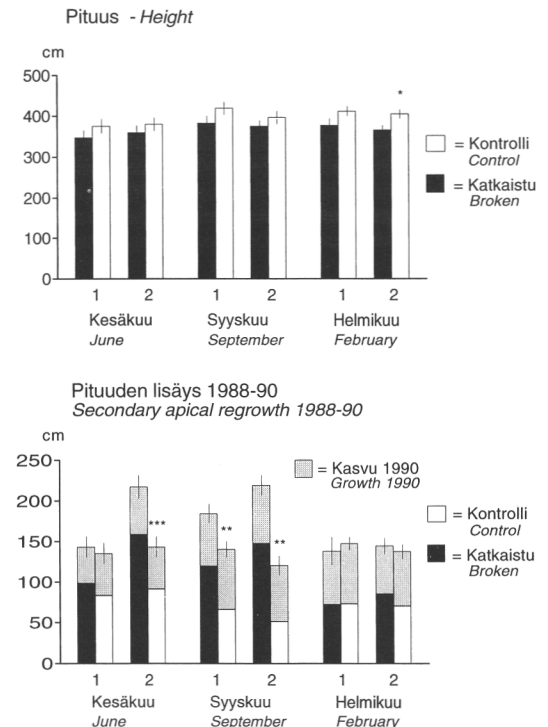 Pituus - Height
cm
500
400
300
200
100
0
*
*
= Kontrolli
Control
= Katkaistu
Broken
1 2 1 2 1 2
Kesäkuu Syyskuu Helmikuu
June September February
Pituuden lisäys 1988-90
Secondary apical regrowth 1988-90
cm
250
200
150
100
50
0
= Kasvu 1990
Growth 1990
*** ** **
= Kontrolli
Control
= Katkaistu
Broken
1 2 1 2 1 2
Kesäkuu Syyskuu Helmikuu
June September February